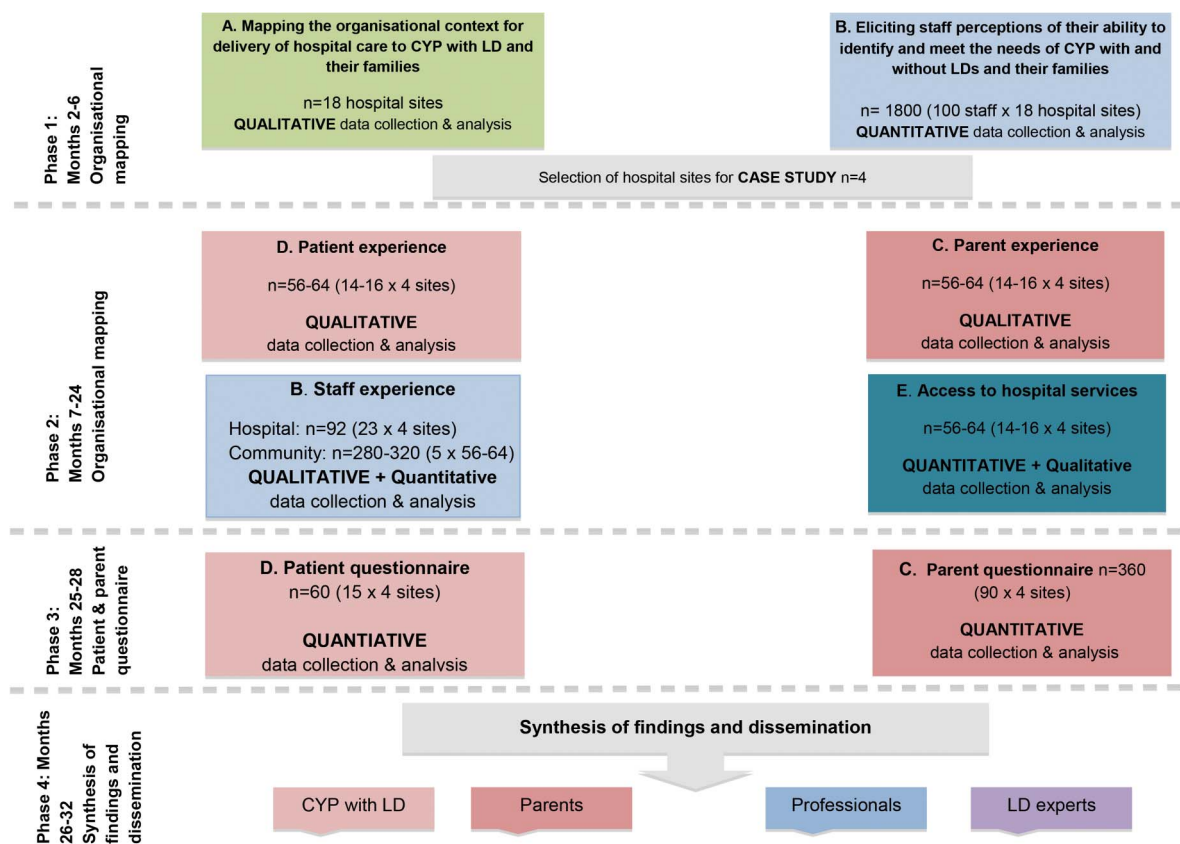 Phase 1:
Months 2-6
Organisational
mapping
A. Mapping the organisational context for
delivery of hospital care to CYP with LD and
their families
n=18 hospital sites
QUALITATIVE data collection & analysis
B. Eliciting staff perceptions of their ability to
identify and meet the needs of CYP with and
without LDs and their families
n= 1800 (100 staff x 18 hospital sites)
QUANTITATIVE data collection & analysis
Selection of hospital sites for CASE STUDY n=4
Phase 2:
Months 7-24
Organisational mapping
D. Patient experience
n=56-64 (14-16 x 4 sites)
QUALITATIVE
data collection & analysis
C. Parent experience
n=56-64 (14-16 x 4 sites)
QUALITATIVE
data collection & analysis
B. Staff experience
Hospital: n=92 (23 x 4 sites)
Community: n=280-320 (5 x 56-64)
QUALITATIVE + Quantitative
data collection & analysis
E. Access to hospital services
n=56-64 (14-16 x 4 sites)
QUANTITATIVE + Qualitative
data collection & analysis
Phase 3:
Months 25-28
Patient & parent
questionnaire
D. Patient questionnaire
n=60 (15 x 4 sites)
QUANTIATIVE
data collection & analysis
C. Parent questionnaire n=360
(90 x 4 sites)
QUANTITATIVE
data collection & analysis
Phase 4: Months
26-32
Synthesis of
findings and
dissemination
Synthesis of findings and dissemination
CYP with LD
Parents
Professionals
LD experts